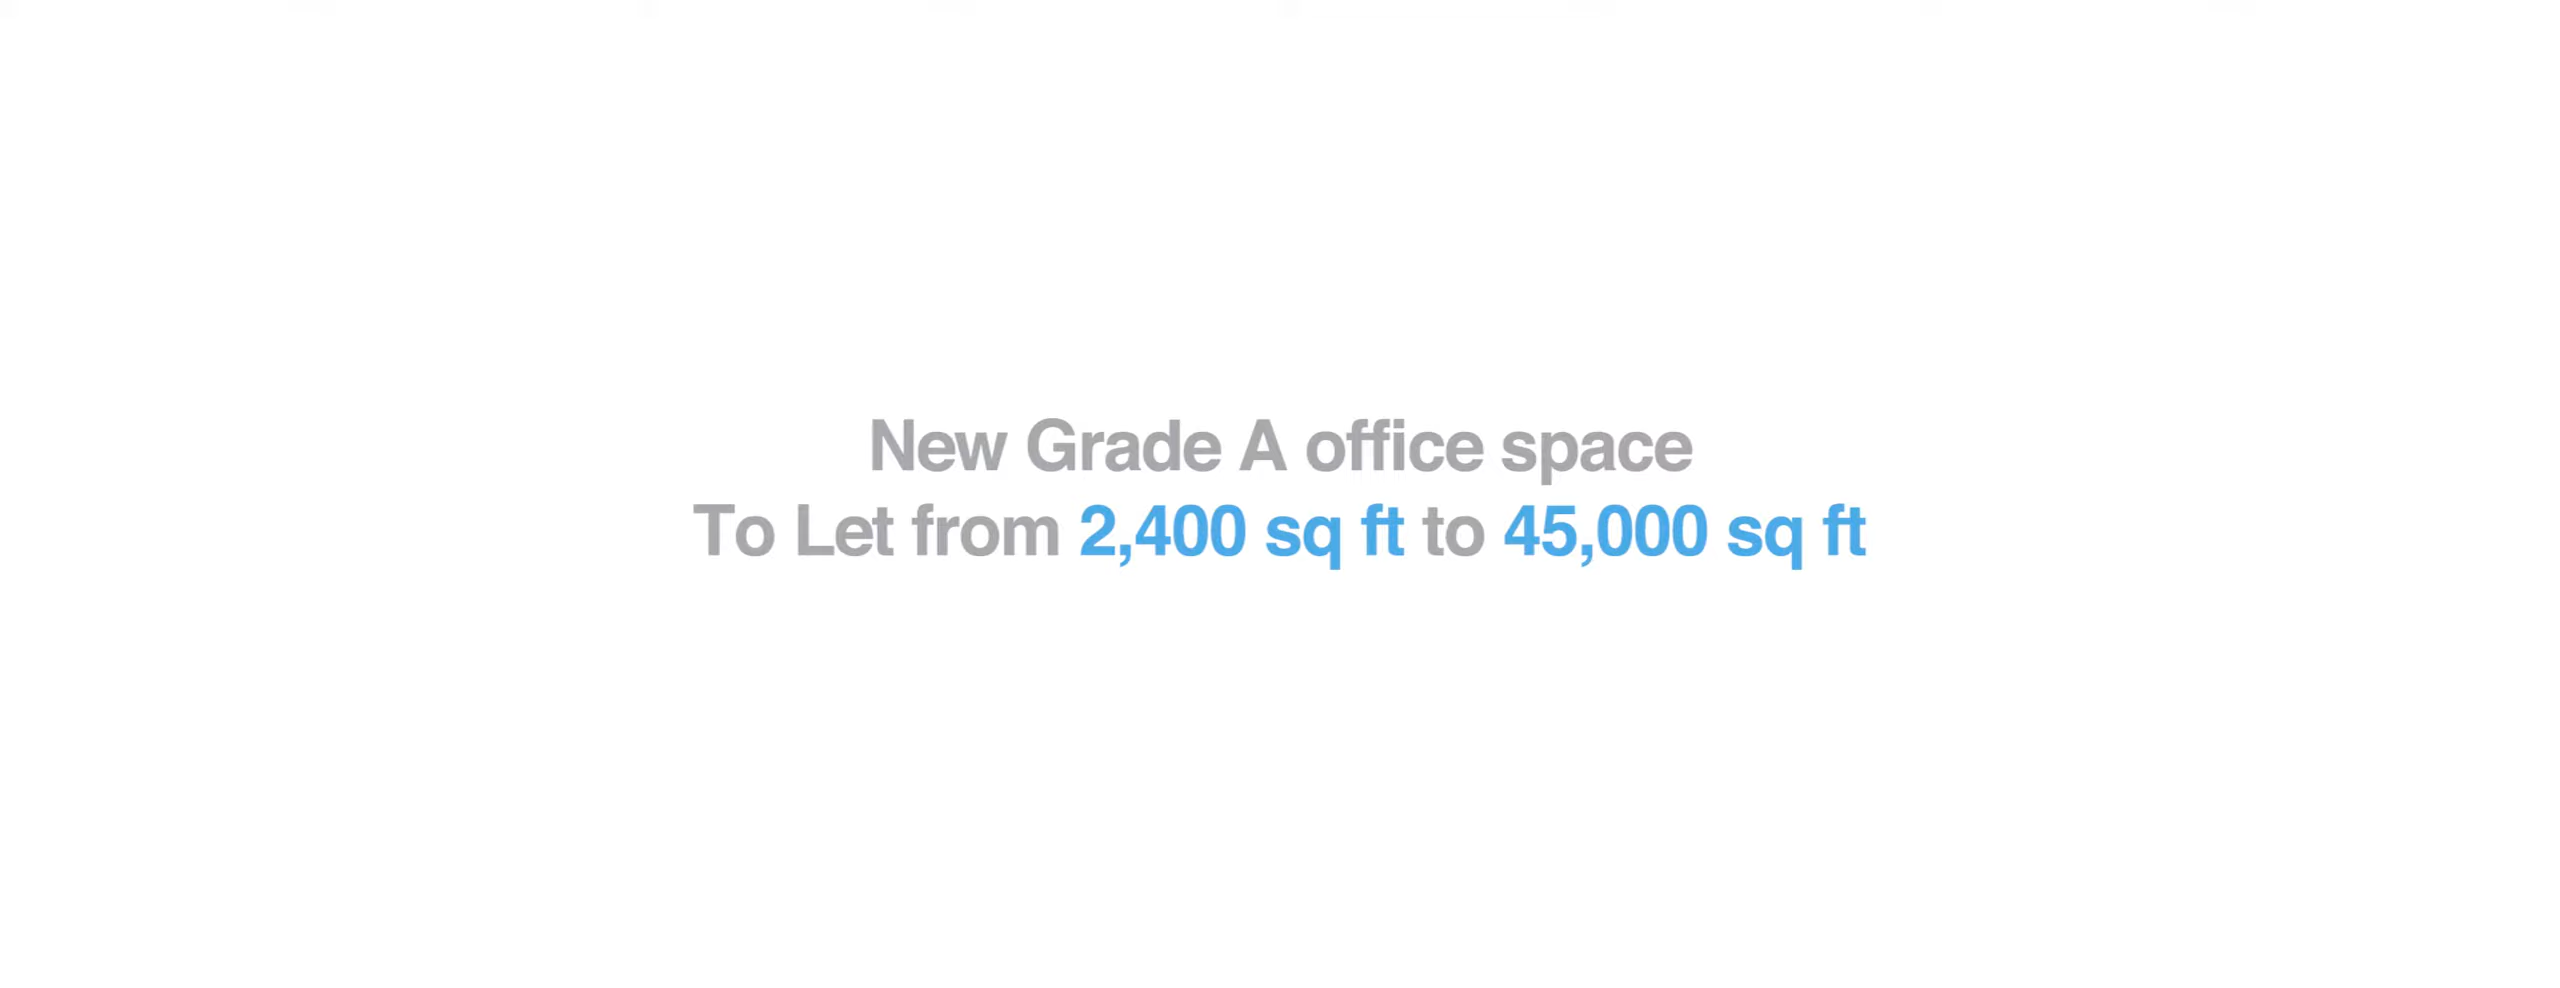 New Grade A office space
To Let from 2,400 sq ft to 45,000 sq ft